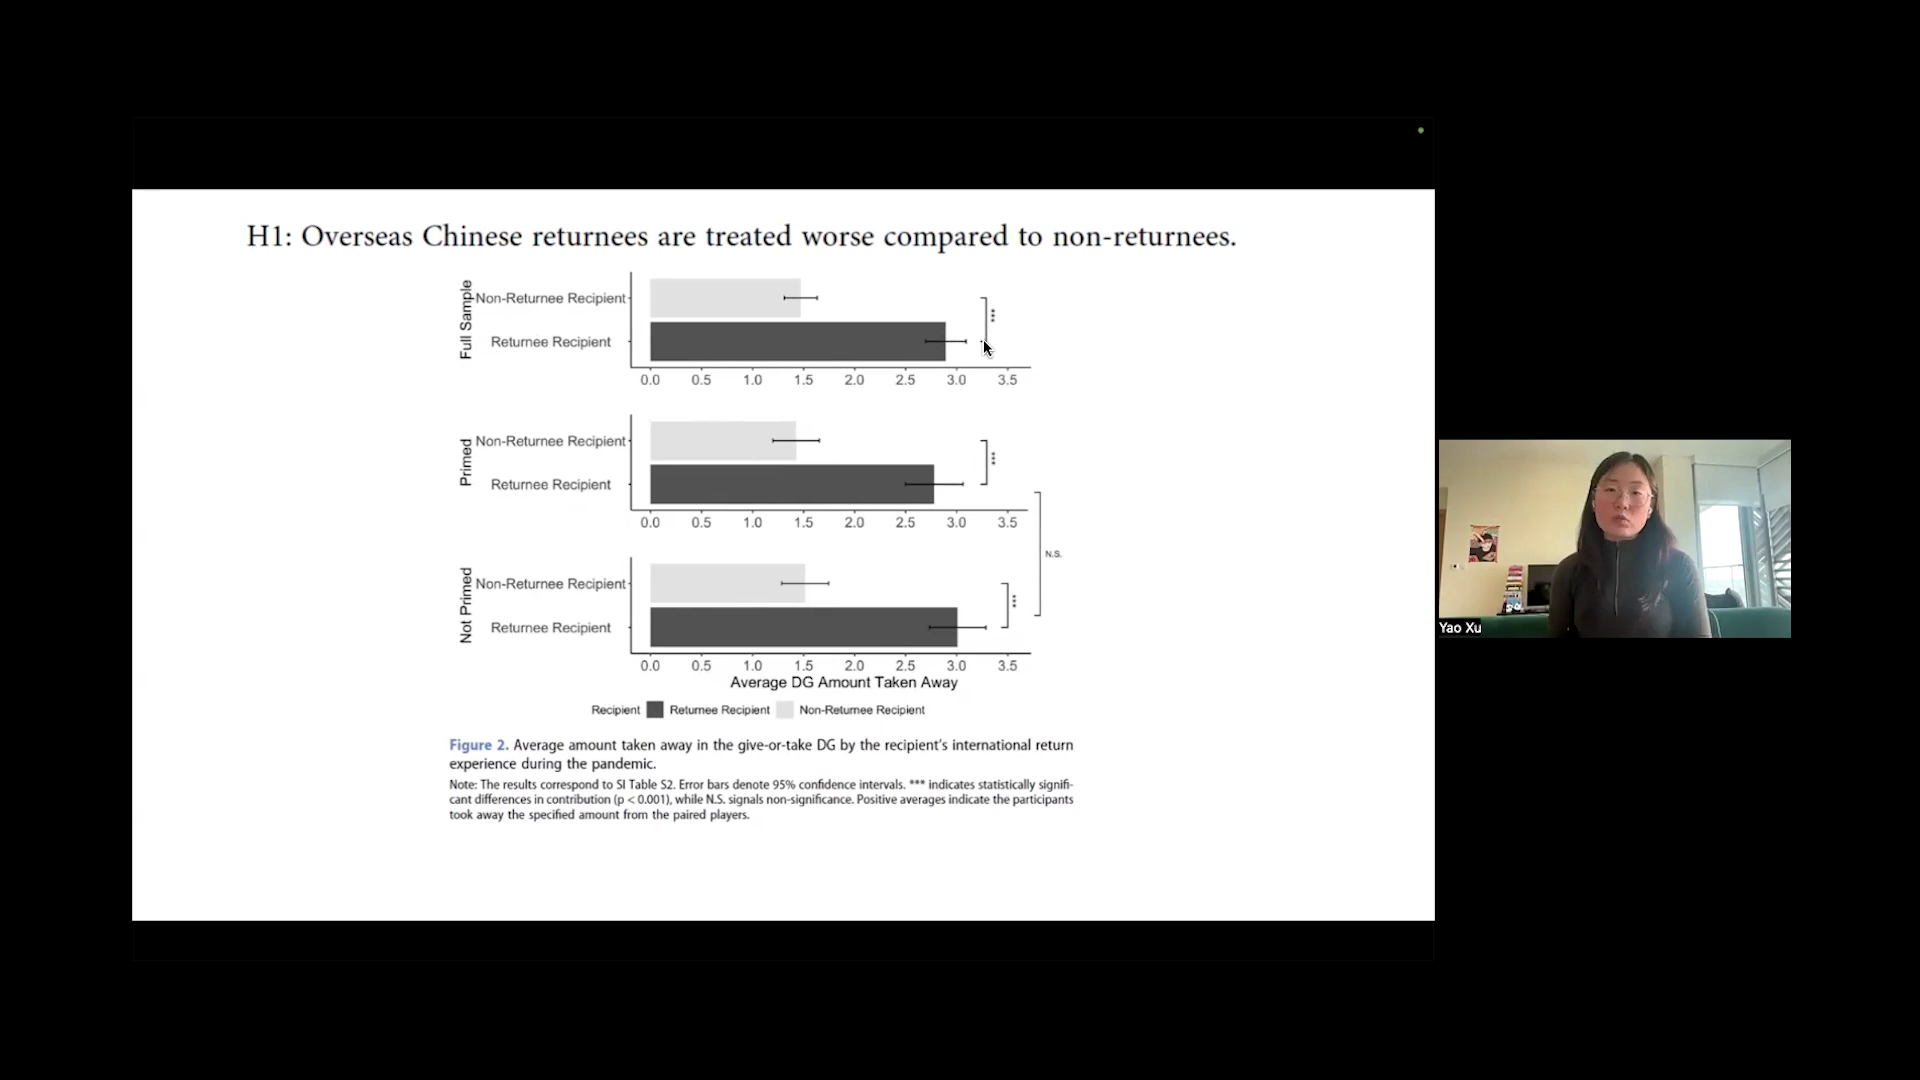 H1: Overseas Chinese returnees are treated worse compared to non-returnees.
Full Sample
Non-Returnee Recipient
Returnee Recipient
***
0.0 0.5 1.0 1.5 2.0 2.5 3.0 3.5
Primed
Non-Returnee Recipient
Returnee Recipient
***
0.0 0.5 1.0 1.5 2.0 2.5 3.0 3.5
N.S.
Not Primed
Non-Returnee Recipient
Returnee Recipient
***
0.0 0.5 1.0 1.5 2.0 2.5 3.0 3.5
Average DG Amount Taken Away
Recipient Returnee Recipient Non-Returnee Recipient
Figure 2. Average amount taken away in the give-or-take DG by the recipient's international return
experience during the pandemic.
Note: The results correspond to SI Table S2. Error bars denote 95% confidence intervals. *** indicates statistically signifi-
cant differences in contribution (p < 0.001), while N.S. signals non-significance. Positive averages indicate the participants
took away the specified amount from the paired players.
Yao Xu